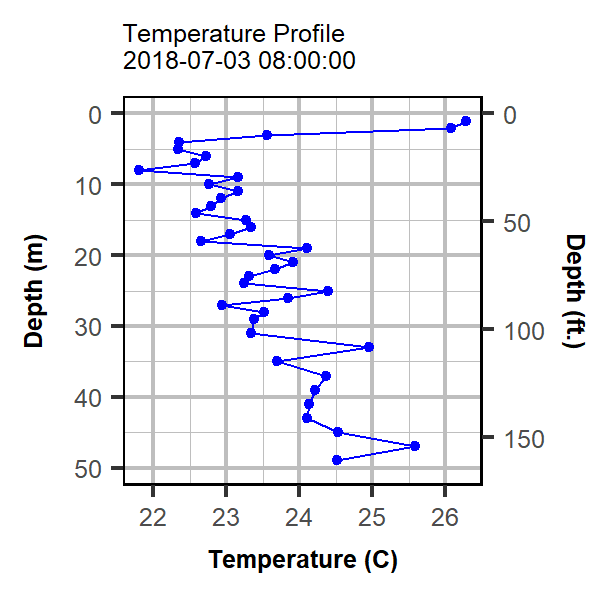 Temperature Profile
2018-07-03 08:00:00
0
10
20
30
40
50
Depth (m)
0
50
100
150
Depth (ft.)
22 23 24 25 26
Temperature (C)